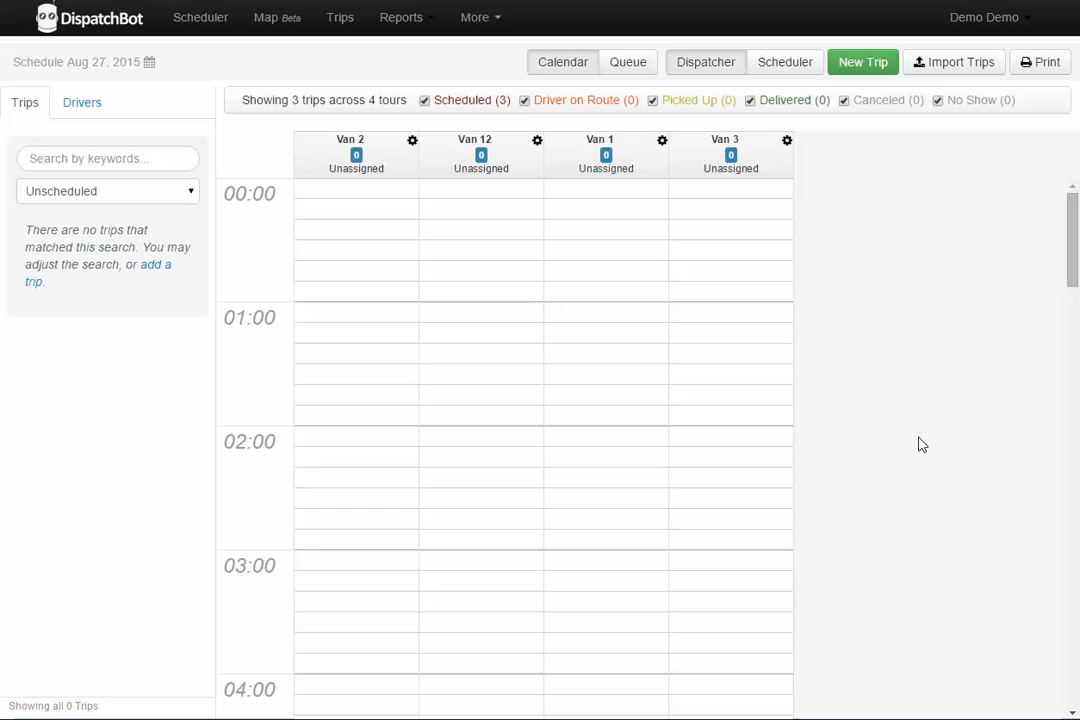 DispatchBot Scheduler Map Beta Trips Reports More Demo Demo
Schedule Aug 27, 2015 Calendar Queue Dispatcher Scheduler New Trip Import Trips Print
Trips Drivers
Showing 3 trips across 4 tours Scheduled (3) Driver on Route (0) Picked Up (0) Delivered (0) Canceled (0) No Show (0)
Search by keywords...
Unscheduled
There are no trips that
matched this search. You may
adjust the search, or add a
trip.
Van 2 Van 12 Van 1 Van 3
0 0 0 0
Unassigned Unassigned Unassigned Unassigned
00:00
01:00
02:00
03:00
04:00
Showing all 0 Trips